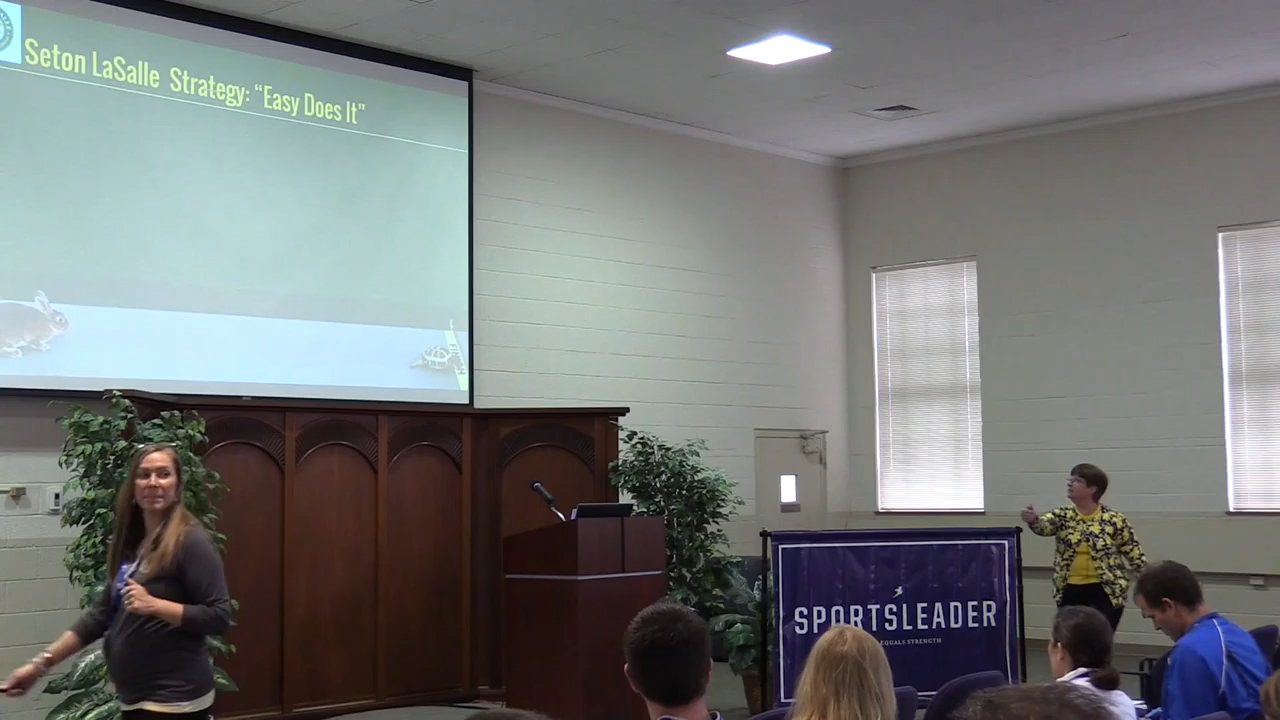 Seton LaSalle Strategy: “Easy Does It”
SPORTSLEADER
EQUALS STRENGTH